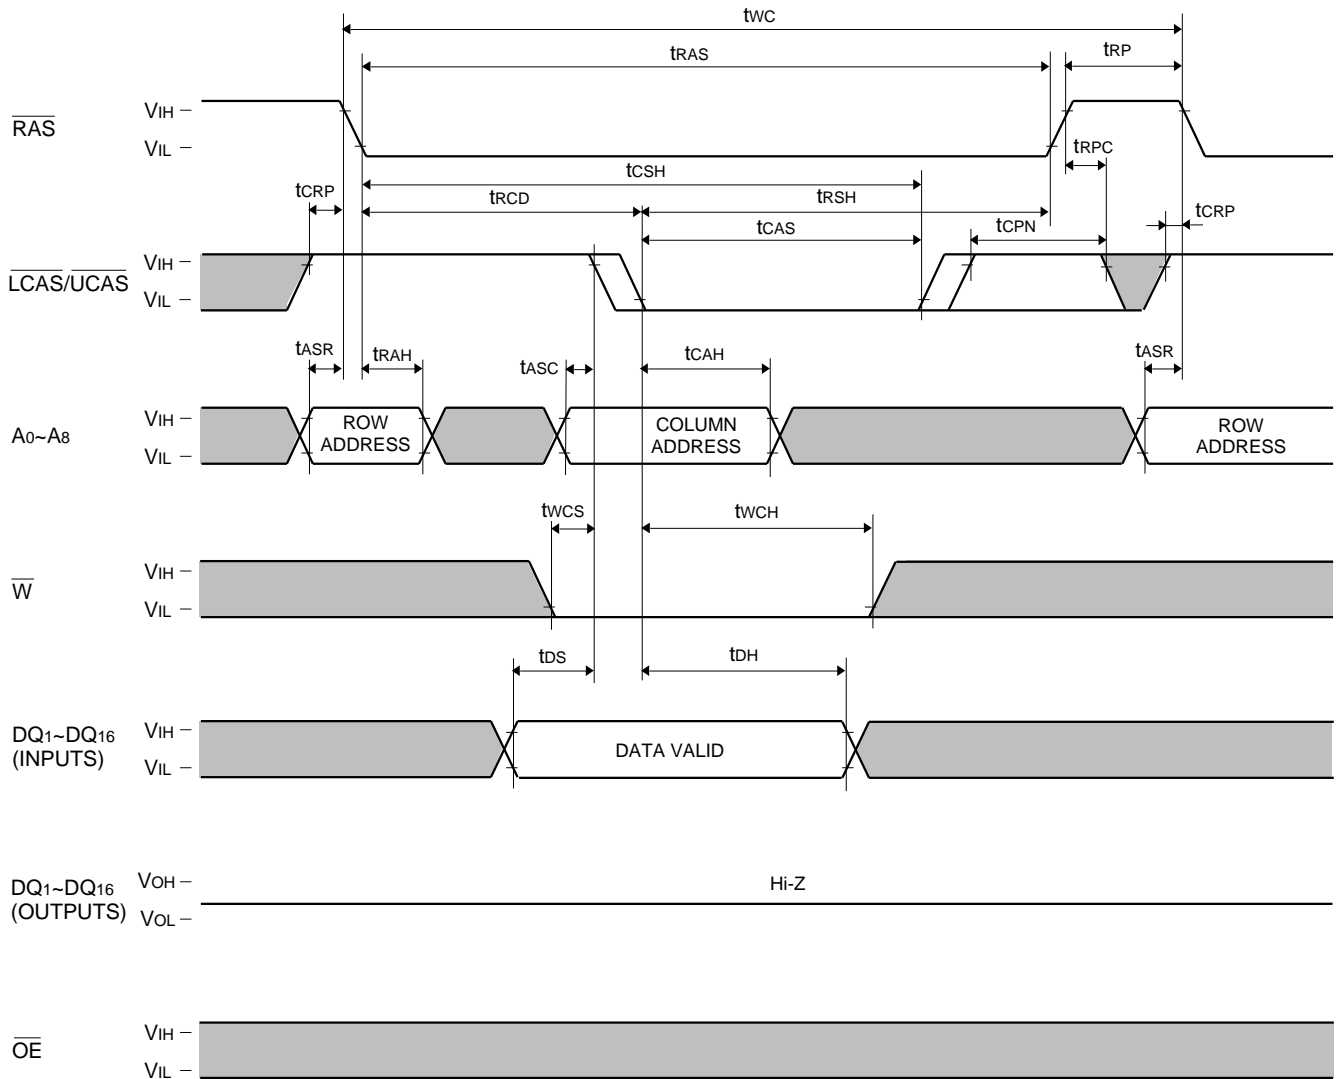 tWC
tRAS
tRP
RAS
VIH
VIL
tRPC
tCSH
tCRP
tRCD
tRSH
tCRP
tCAS
tCPN
LCAS/UCAS
VIH
VIL
tASR
tRAH
tASC
tCAH
tASR
A0~A8
VIH
VIL
ROW
ADDRESS
COLUMN
ADDRESS
ROW
ADDRESS
tWCS
tWCH
W
VIH
VIL
tDS
tDH
DQ1~DQ16
(INPUTS)
VIH
VIL
DATA VALID
DQ1~DQ16
(OUTPUTS)
VOH
VOL
Hi-Z
OE
VIH
VIL